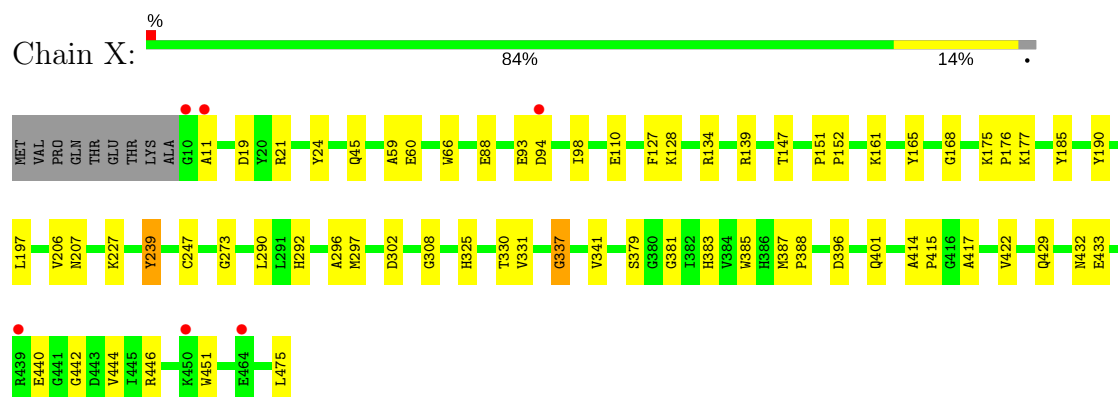 %
Chain X:
84% 14% •
MET VAL PRO GLN THR GLU THR LYS ALA G10 A11 D19 Y20 R21 Y24 Q45 A59 E60 W66 E88 E93 D94 I98 E110 F127 K128 R134 R139 T147 P151 P152 K161 Y165 G168 K175 P176 K177 Y185 Y190
L197 V206 N207 K227 Y239 C247 G273 L290 L291 H292 A296 M297 D302 G308 H325 T330 V331 G337 V341 S379 G380 G381 I382 H383 V384 W385 H386 M387 P388 D396 Q401 A414 P415 G416 A417 V422 Q429 N432 E433
R439 E440 G441 G442 D443 V444 I445 R446 K450 W451 E464 L475